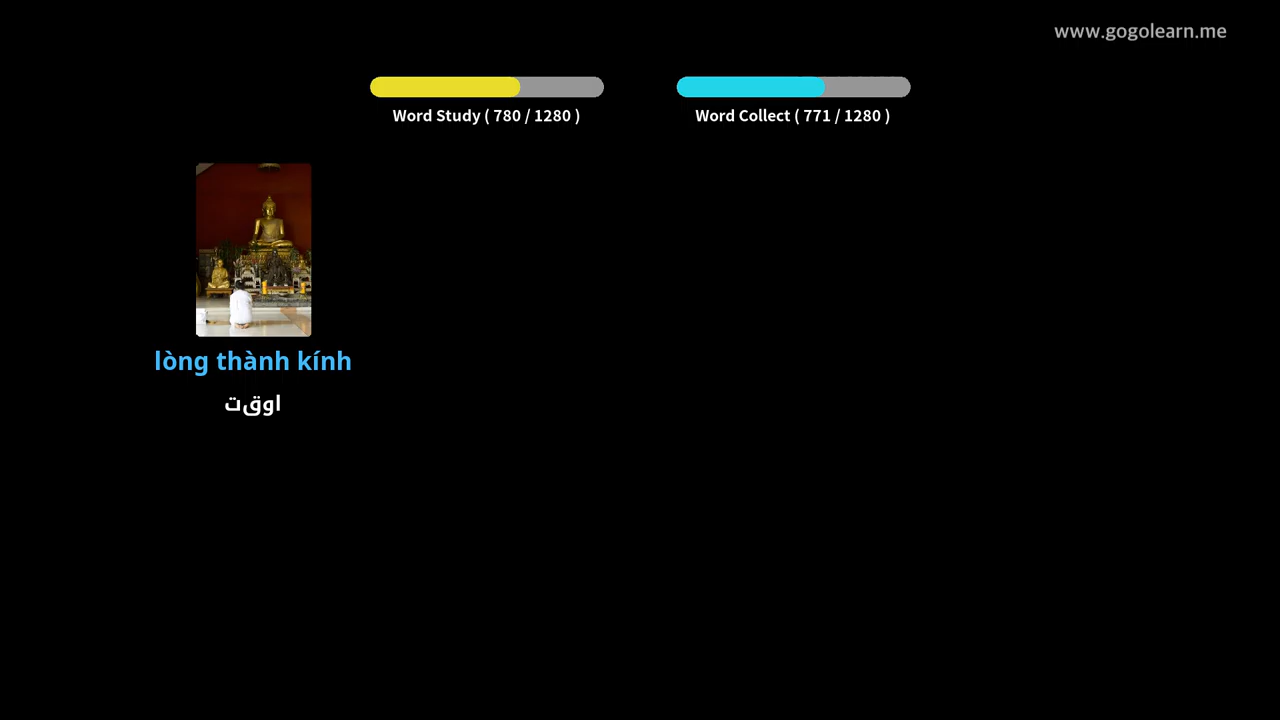 www.gogolearn.me
Word Study ( 780 / 1280 )
Word Collect ( 771 / 1280 )
lòng thành kính
اوقت